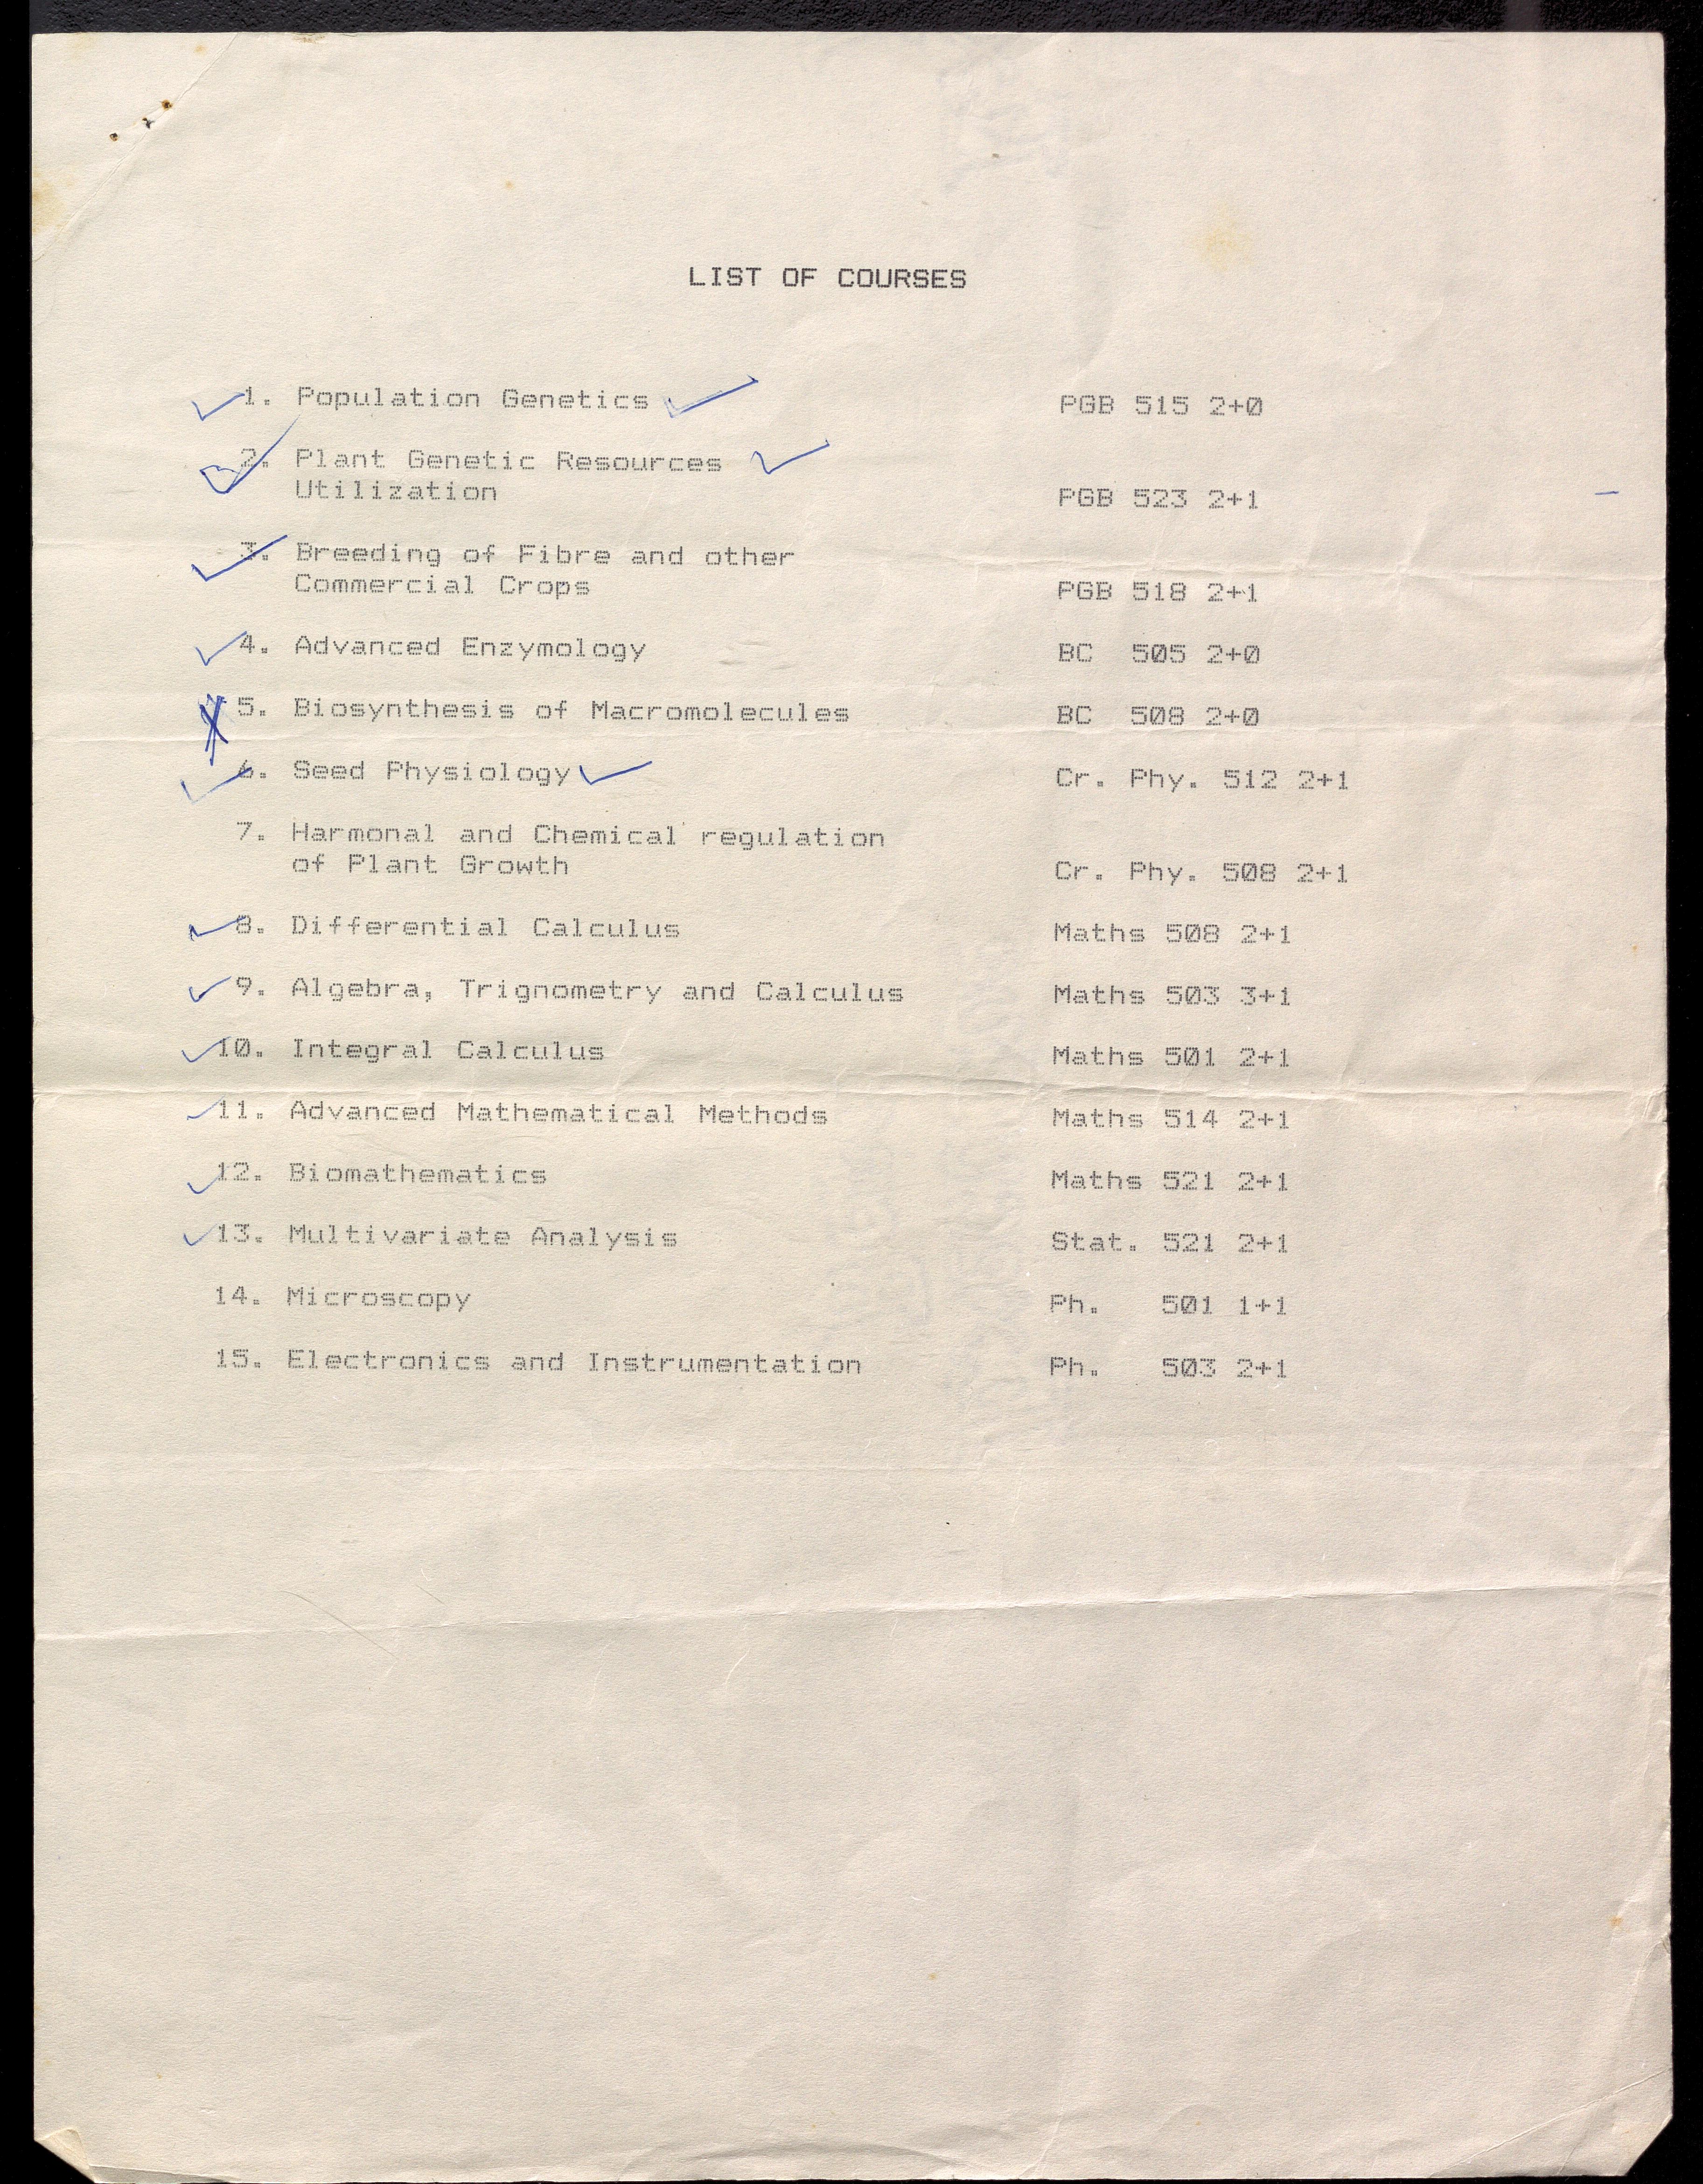 LIST OF COURSES
1. Population Genetics PGB 515 2+0
2. Plant Genetic Resources
Utilization PGB 523 2+1
3. Breeding of Fibre and other
Commercial Crops PGB 518 2+1
4. Advanced Enzymology BC 505 2+0
5. Biosynthesis of Macromolecules BC 508 2+0
6. Seed Physiology Cr. Phy. 512 2+1
7. Harmonal and Chemical regulation
of Plant Growth Cr. Phy. 508 2+1
8. Differential Calculus Maths 508 2+1
9. Algebra, Trignometry and Calculus Maths 503 3+1
10. Integral Calculus Maths 501 2+1
11. Advanced Mathematical Methods Maths 514 2+1
12. Biomathematics Maths 521 2+1
13. Multivariate Analysis Stat. 521 2+1
14. Microscopy Ph. 501 1+1
15. Electronics and Instrumentation Ph. 503 2+1